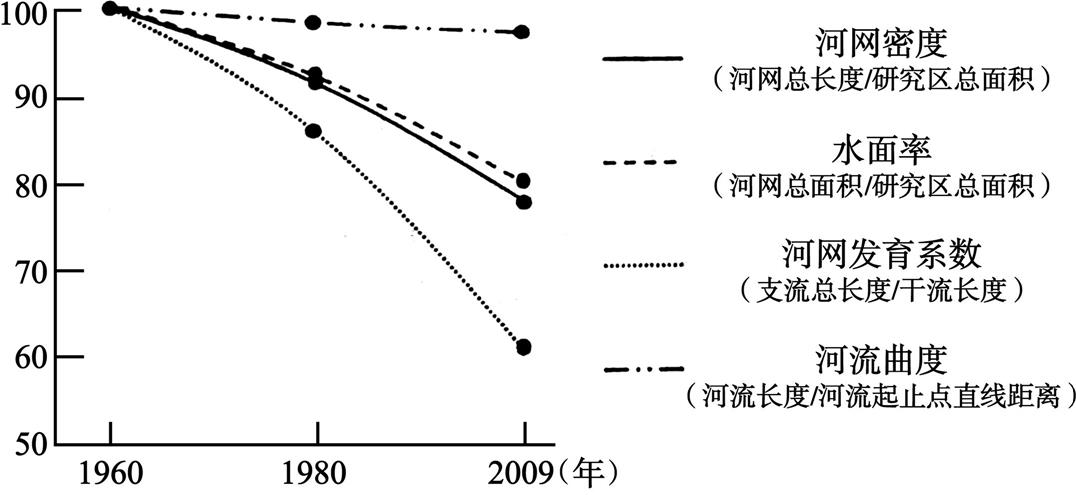 100
90
80
70
60
50
1960 1980 2009(年)
河网密度
(河网总长度/研究区总面积)
水面率
(河网总面积/研究区总面积)
河网发育系数
(支流总长度/干流长度)
河流曲度
(河流长度/河流起止点直线距离)